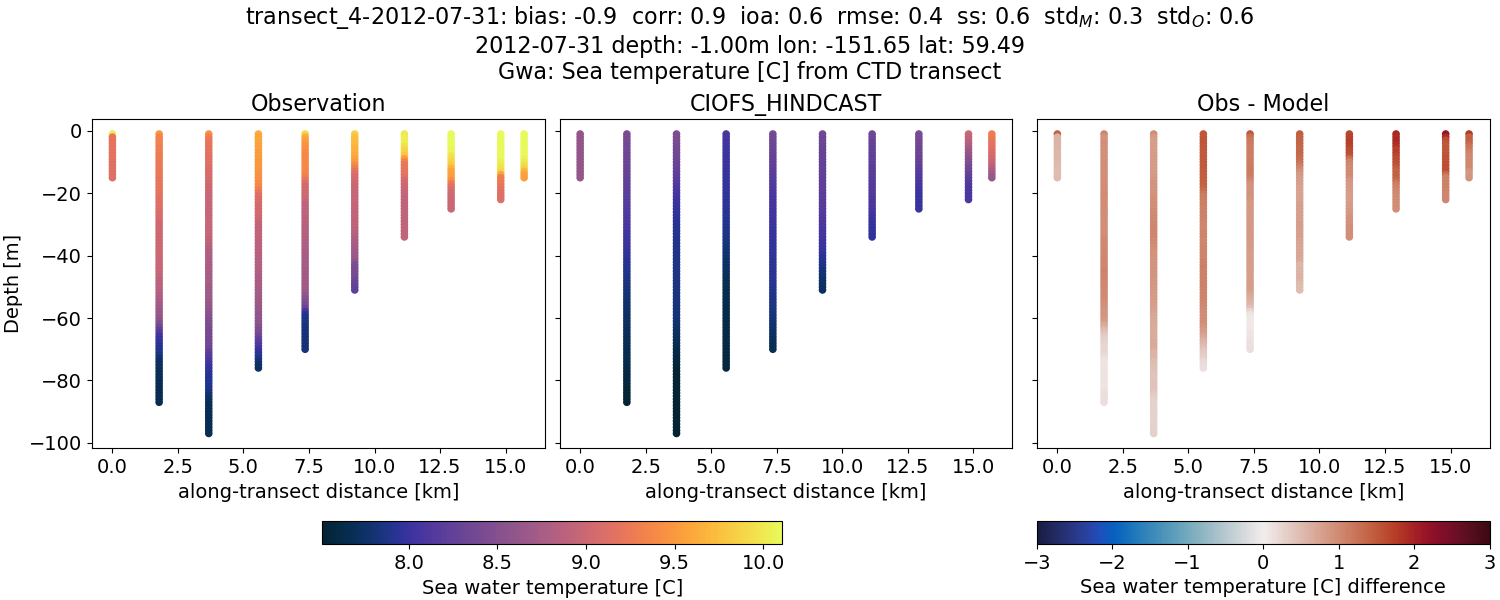 transect_4-2012-07-31: bias: -0.9 corr: 0.9 ioa: 0.6 rmse: 0.4 ss: 0.6 std_M: 0.3 std_O: 0.6
2012-07-31 depth: -1.00m lon: -151.65 lat: 59.49
Gwa: Sea temperature [C] from CTD transect
Observation
CIOFS_HINDCAST
Obs - Model
Depth [m]
0
−20
−40
−60
−80
−100
0.0 2.5 5.0 7.5 10.0 12.5 15.0
0.0 2.5 5.0 7.5 10.0 12.5 15.0
0.0 2.5 5.0 7.5 10.0 12.5 15.0
along-transect distance [km]
along-transect distance [km]
along-transect distance [km]
8.0 8.5 9.0 9.5 10.0
Sea water temperature [C]
−3 −2 −1 0 1 2 3
Sea water temperature [C] difference